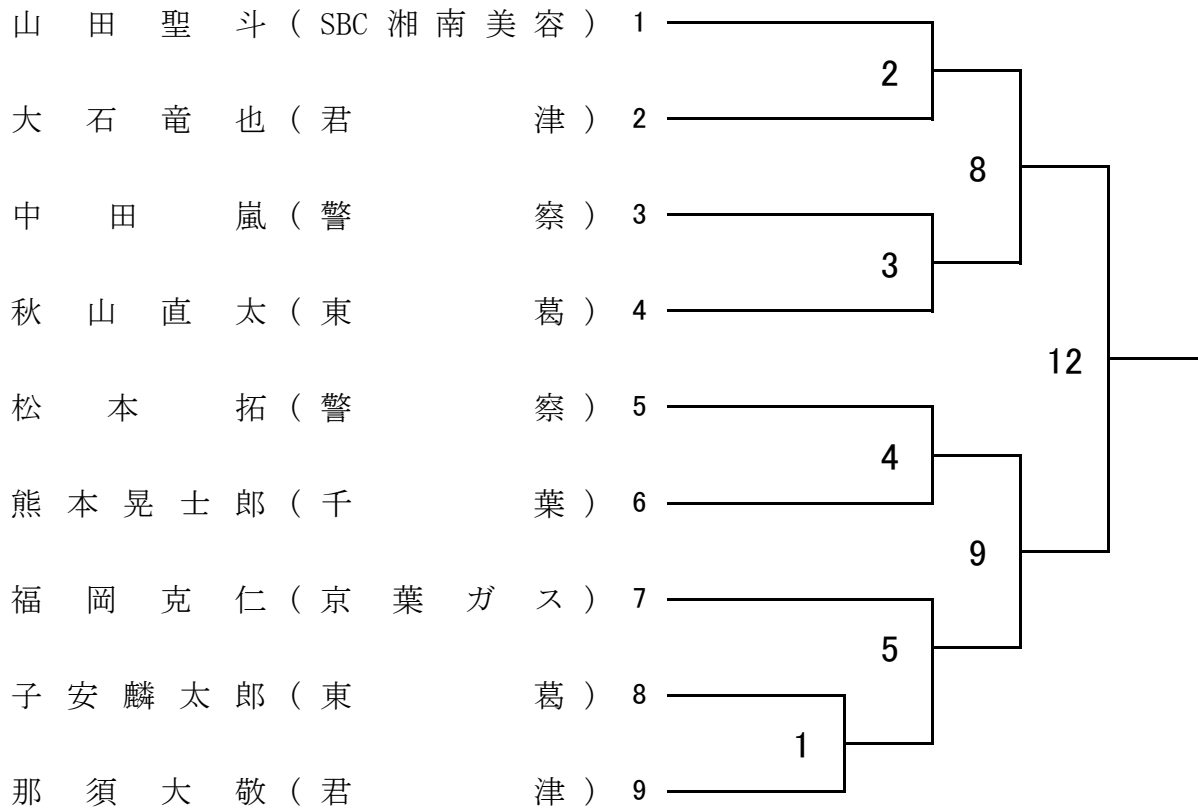 山田聖斗(SBC湘南美容) 1
2
大石竜也(君津) 2
8
中田嵐(警察) 3
3
秋山直太(東葛) 4
12
松本拓(警察) 5
4
熊本晃士郎(千葉) 6
9
福岡克仁(京葉ガス) 7
5
子安麟太郎(東葛) 8
1
那須大敬(君津) 9